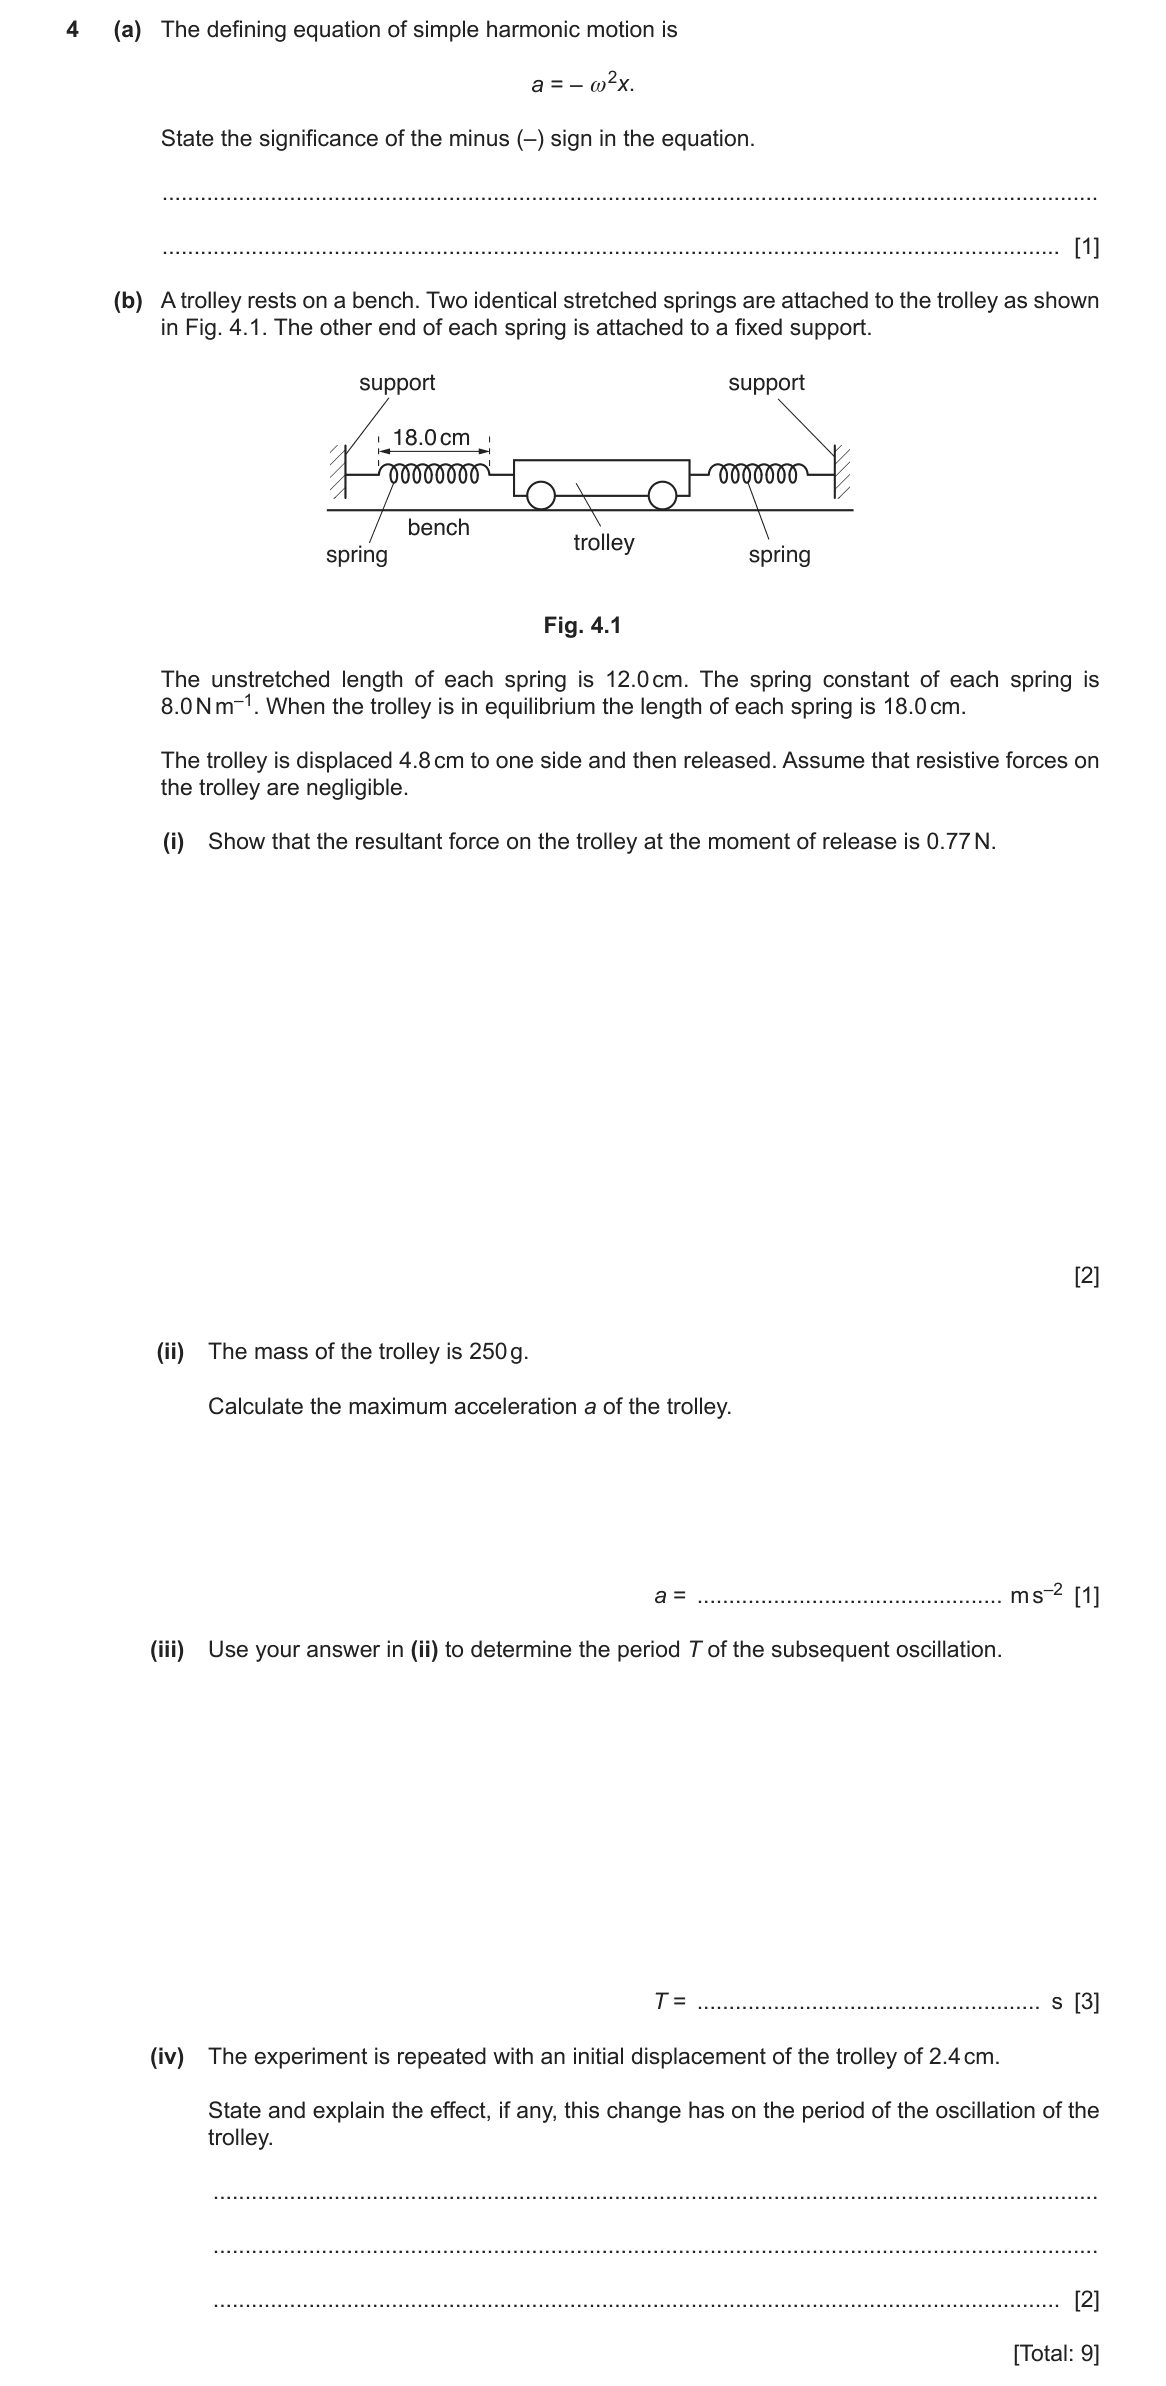 4 (a) The defining equation of simple harmonic motion is
a = – ω²x.
State the significance of the minus (–) sign in the equation.
[1]
(b) A trolley rests on a bench. Two identical stretched springs are attached to the trolley as shown
in Fig. 4.1. The other end of each spring is attached to a fixed support.
support support
18.0 cm
bench
trolley
spring spring
Fig. 4.1
The unstretched length of each spring is 12.0 cm. The spring constant of each spring is
8.0 N m⁻¹. When the trolley is in equilibrium the length of each spring is 18.0 cm.
The trolley is displaced 4.8 cm to one side and then released. Assume that resistive forces on
the trolley are negligible.
(i) Show that the resultant force on the trolley at the moment of release is 0.77 N.
[2]
(ii) The mass of the trolley is 250 g.
Calculate the maximum acceleration a of the trolley.
a = ................................................ m s⁻² [1]
(iii) Use your answer in (ii) to determine the period T of the subsequent oscillation.
T = ...................................................... s [3]
(iv) The experiment is repeated with an initial displacement of the trolley of 2.4 cm.
State and explain the effect, if any, this change has on the period of the oscillation of the
trolley.
[2]
[Total: 9]